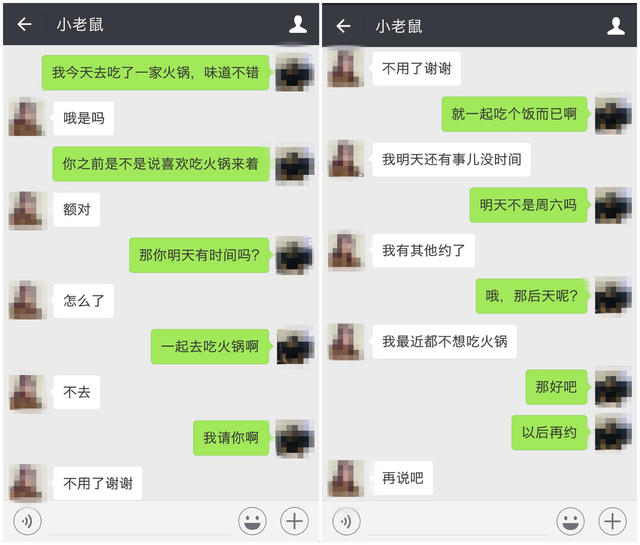 小老鼠
我今天去吃了一家火锅，味道不错
哦是吗
你之前是不是说喜欢吃火锅来着
额对
那你明天有时间吗?
怎么了
一起去吃火锅啊
不去
我请你啊
不用了谢谢
小老鼠
不用了谢谢
就一起吃个饭而已啊
我明天还有事儿没时间
明天不是周六吗
我有其他约了
哦，那后天呢?
我最近都不想吃火锅
那好吧
以后再约
再说吧